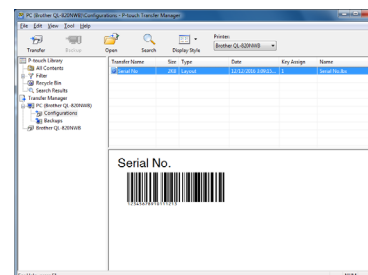 PC (Brother QL-820NWB)\Configurations - P-touch Transfer Manager
File Edit View Tool Help
Transfer Backup Open Search Display Style
Printer:
Brother QL-820NWB
P-touch Library
All Contents
Filter
Recycle Bin
Search Results
Transfer Manager
PC (Brother QL-820NWB)
Configurations
Backups
Brother QL-820NWB
Transfer Name Size Type Date Key Assign Name
Serial No 2KB Layout 1 Serial No.lbx
Serial No.